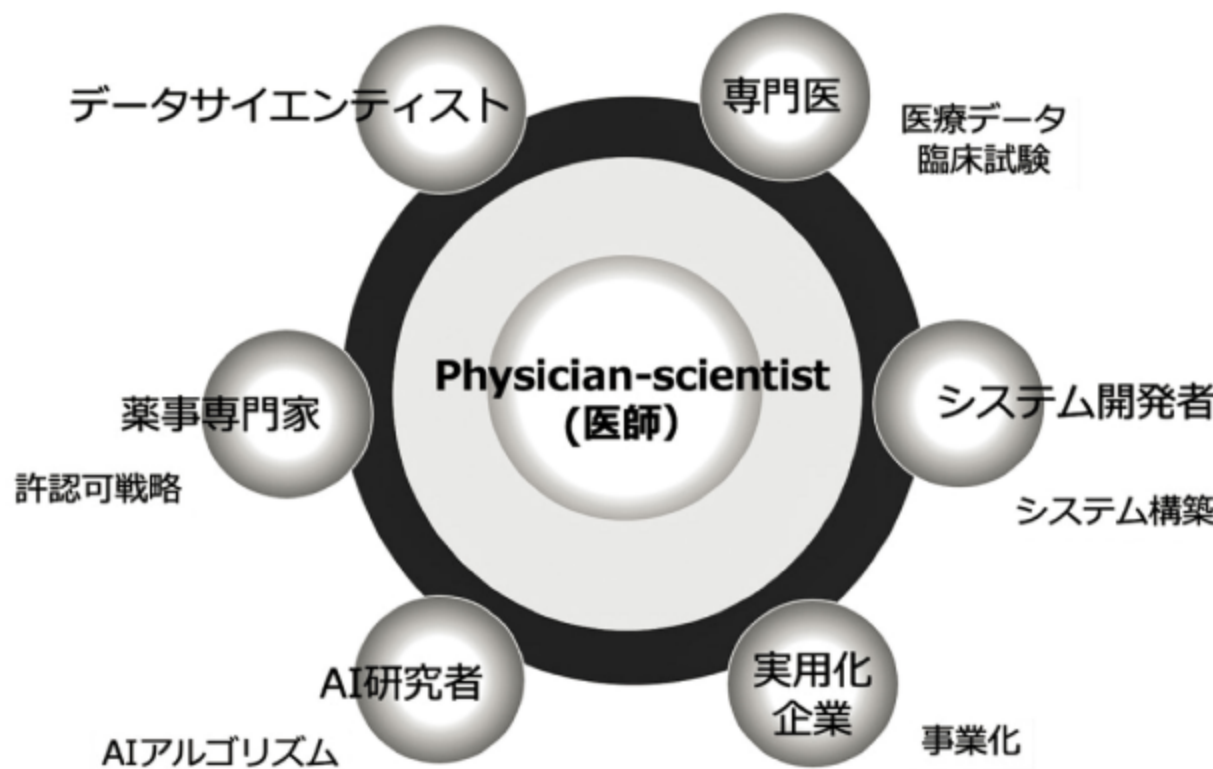 データサイエンティスト
専門医
医療データ
臨床試験
Physician-scientist
(医師）
薬事専門家
許認可戦略
システム開発者
システム構築
AI研究者
AIアルゴリズム
実用化
企業
事業化